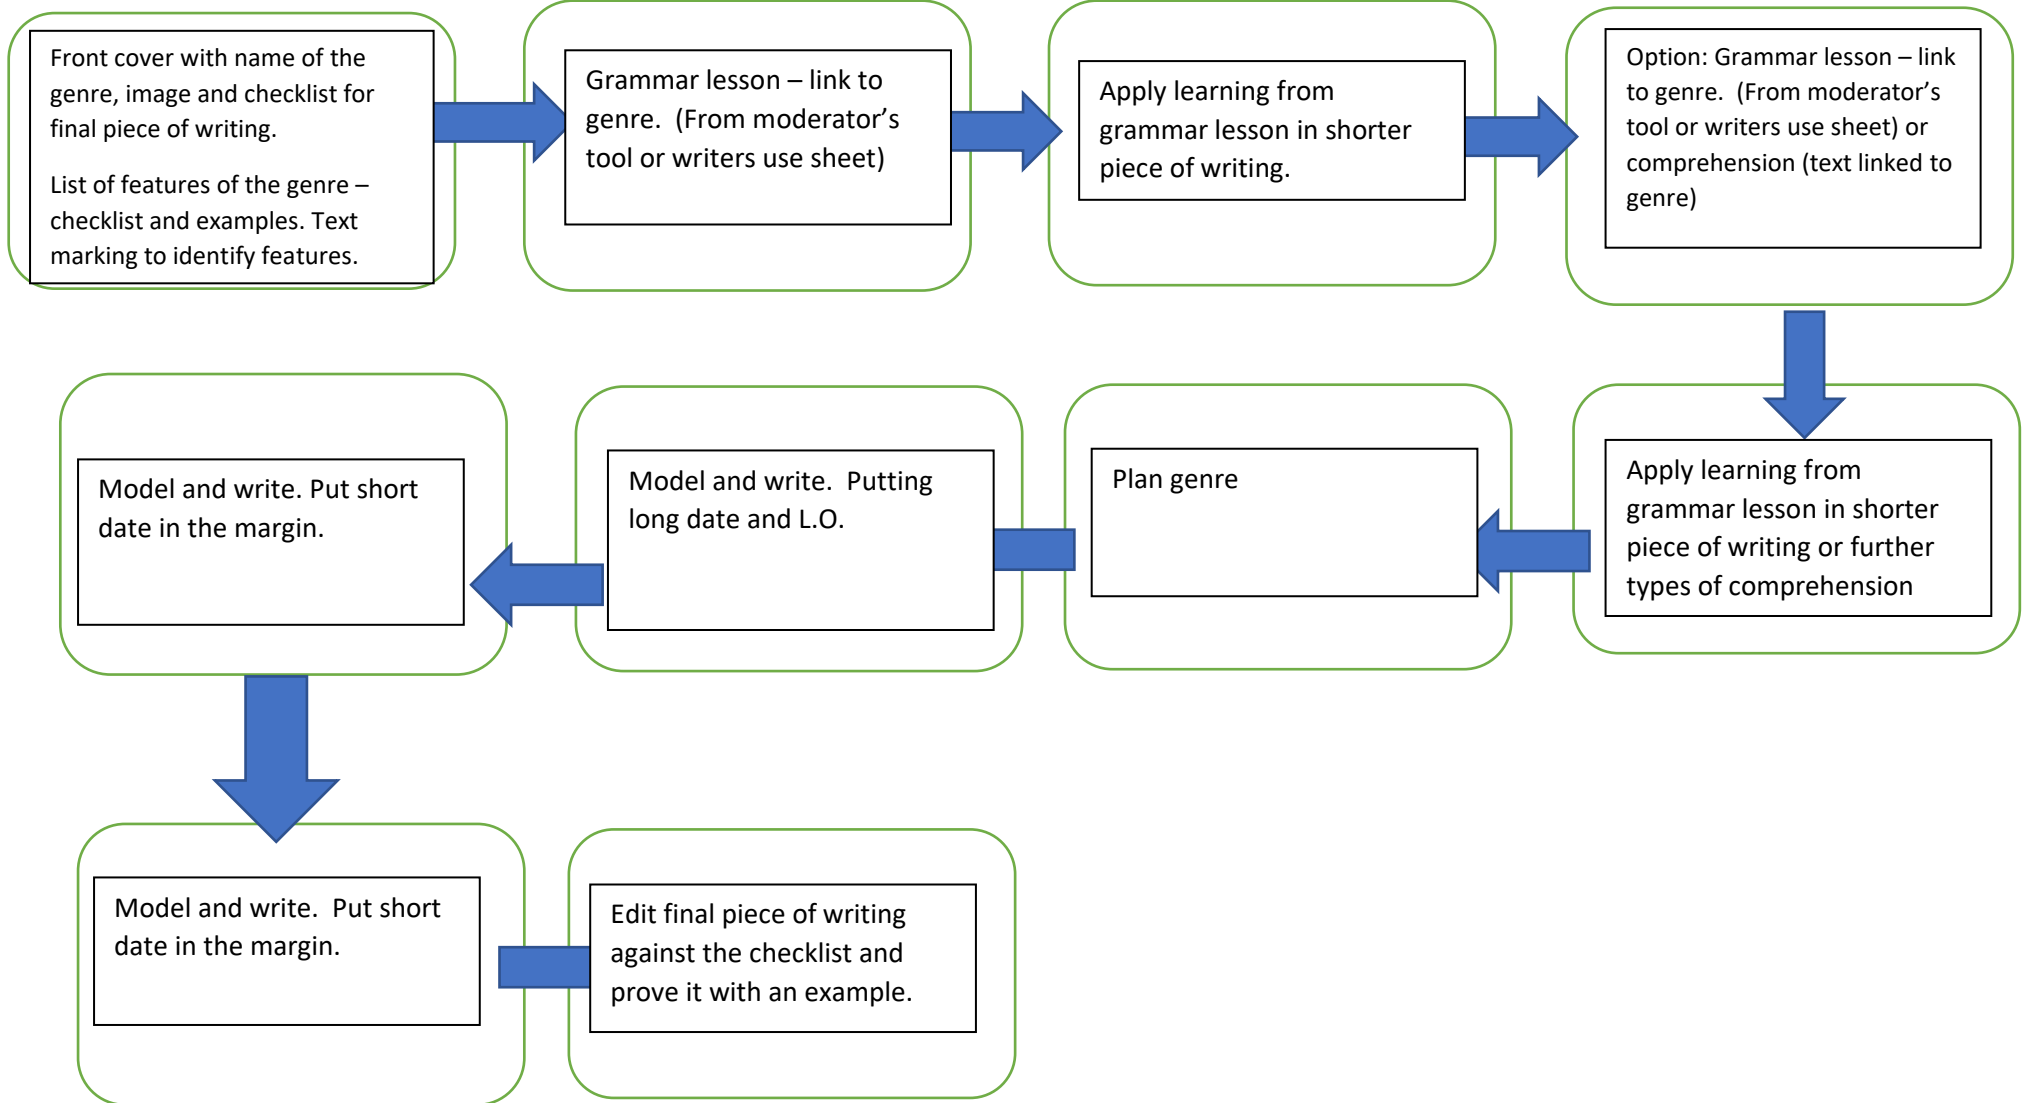 Front cover with name of the
genre, image and checklist for
final piece of writing.
List of features of the genre –
checklist and examples. Text
marking to identify features.
Grammar lesson – link to
genre.  (From moderator’s
tool or writers use sheet)
Apply learning from
grammar lesson in shorter
piece of writing.
Option: Grammar lesson – link
to genre.  (From moderator’s
tool or writers use sheet) or
comprehension (text linked to
genre)
Apply learning from
grammar lesson in shorter
piece of writing or further
types of comprehension
Plan genre
Model and write.  Putting
long date and L.O.
Model and write. Put short
date in the margin.
Model and write.  Put short
date in the margin.
Edit final piece of writing
against the checklist and
prove it with an example.